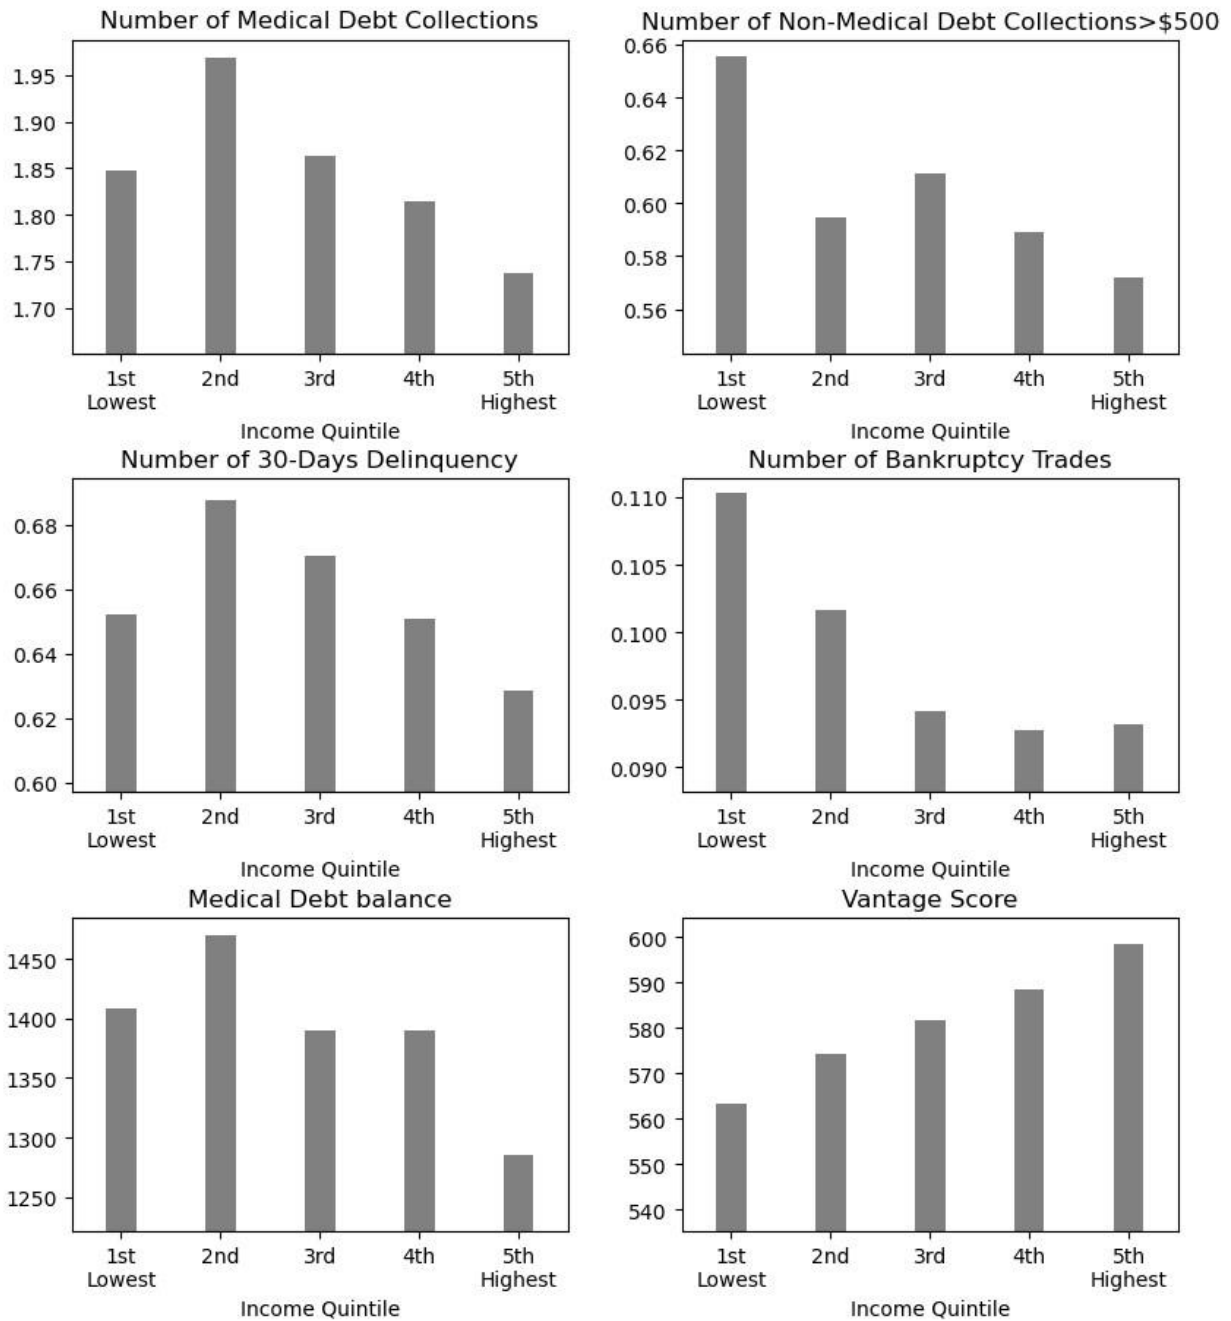 Number of Medical Debt Collections
1.95
1.90
1.85
1.80
1.75
1.70
1st 2nd 3rd 4th 5th
Lowest Highest
Income Quintile
Number of Non-Medical Debt Collections>$500
0.66
0.64
0.62
0.60
0.58
0.56
1st 2nd 3rd 4th 5th
Lowest Highest
Income Quintile
Number of 30-Days Delinquency
0.68
0.66
0.64
0.62
0.60
1st 2nd 3rd 4th 5th
Lowest Highest
Income Quintile
Number of Bankruptcy Trades
0.110
0.105
0.100
0.095
0.090
1st 2nd 3rd 4th 5th
Lowest Highest
Income Quintile
Medical Debt balance
1450
1400
1350
1300
1250
1st 2nd 3rd 4th 5th
Lowest Highest
Income Quintile
Vantage Score
600
590
580
570
560
550
540
1st 2nd 3rd 4th 5th
Lowest Highest
Income Quintile